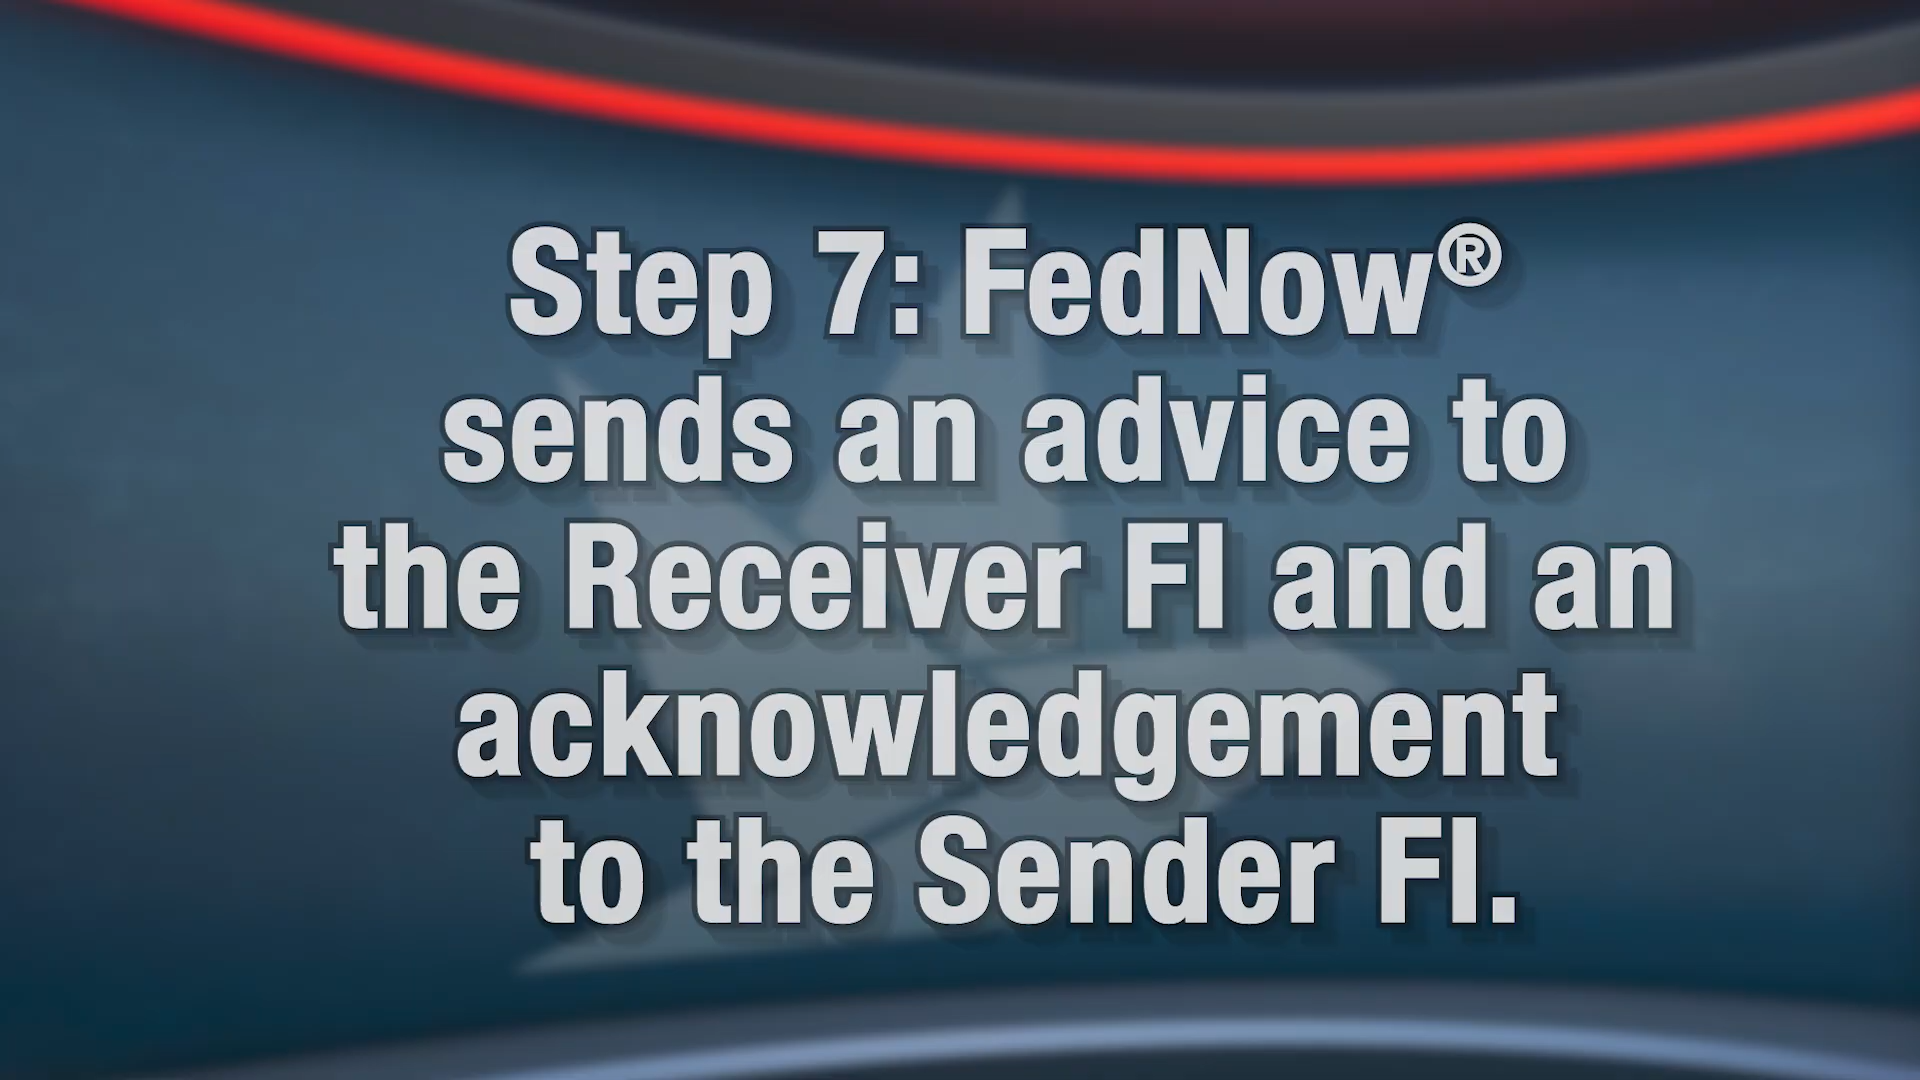 Step 7: FedNow®
sends an advice to
the Receiver FI and an
acknowledgement
to the Sender FI.